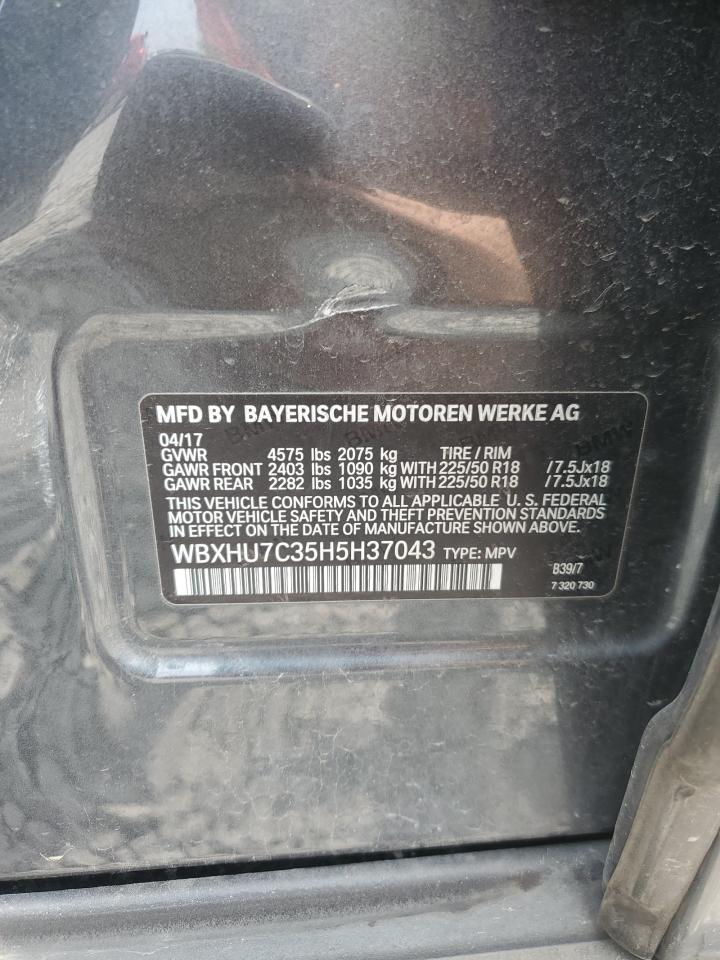 MFD BY BAYERISCHE MOTOREN WERKE AG
04/17
GVWR 4575 lbs 2075 kg TIRE / RIM
GAWR FRONT 2403 lbs 1090 kg WITH 225/50 R18 /7.5Jx18
GAWR REAR 2282 lbs 1035 kg WITH 225/50 R18 /7.5Jx18
THIS VEHICLE CONFORMS TO ALL APPLICABLE U. S. FEDERAL
MOTOR VEHICLE SAFETY AND THEFT PREVENTION STANDARDS
IN EFFECT ON THE DATE OF MANUFACTURE SHOWN ABOVE.
WBXHU7C35H5H37043 TYPE: MPV
B39/7
7 320 730